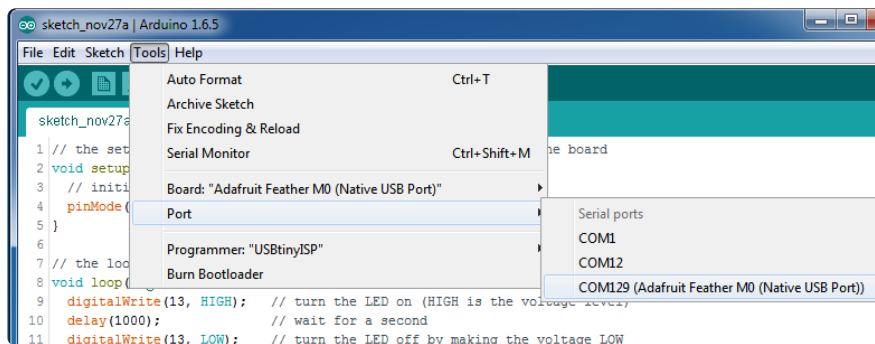 sketch_nov27a | Arduino 1.6.5
File Edit Sketch Tools Help
Auto Format Ctrl+T
Archive Sketch
Fix Encoding & Reload
Serial Monitor Ctrl+Shift+M
Board: "Adafruit Feather M0 (Native USB Port)"
Port
Programmer: "USBtinyISP"
Burn Bootloader
Serial ports
COM1
COM12
COM129 (Adafruit Feather M0 (Native USB Port))
sketch_nov27a
1 // the set board
2 void setup
3 // initi
4 pinMode(
5 }
6
7 // the loo
8 void loop(
9 digitalWrite(13, HIGH); // turn the LED on (HIGH is the voltage level)
10 delay(1000); // wait for a second
11 digitalWrite(13, LOW); // turn the LED off by making the voltage LOW